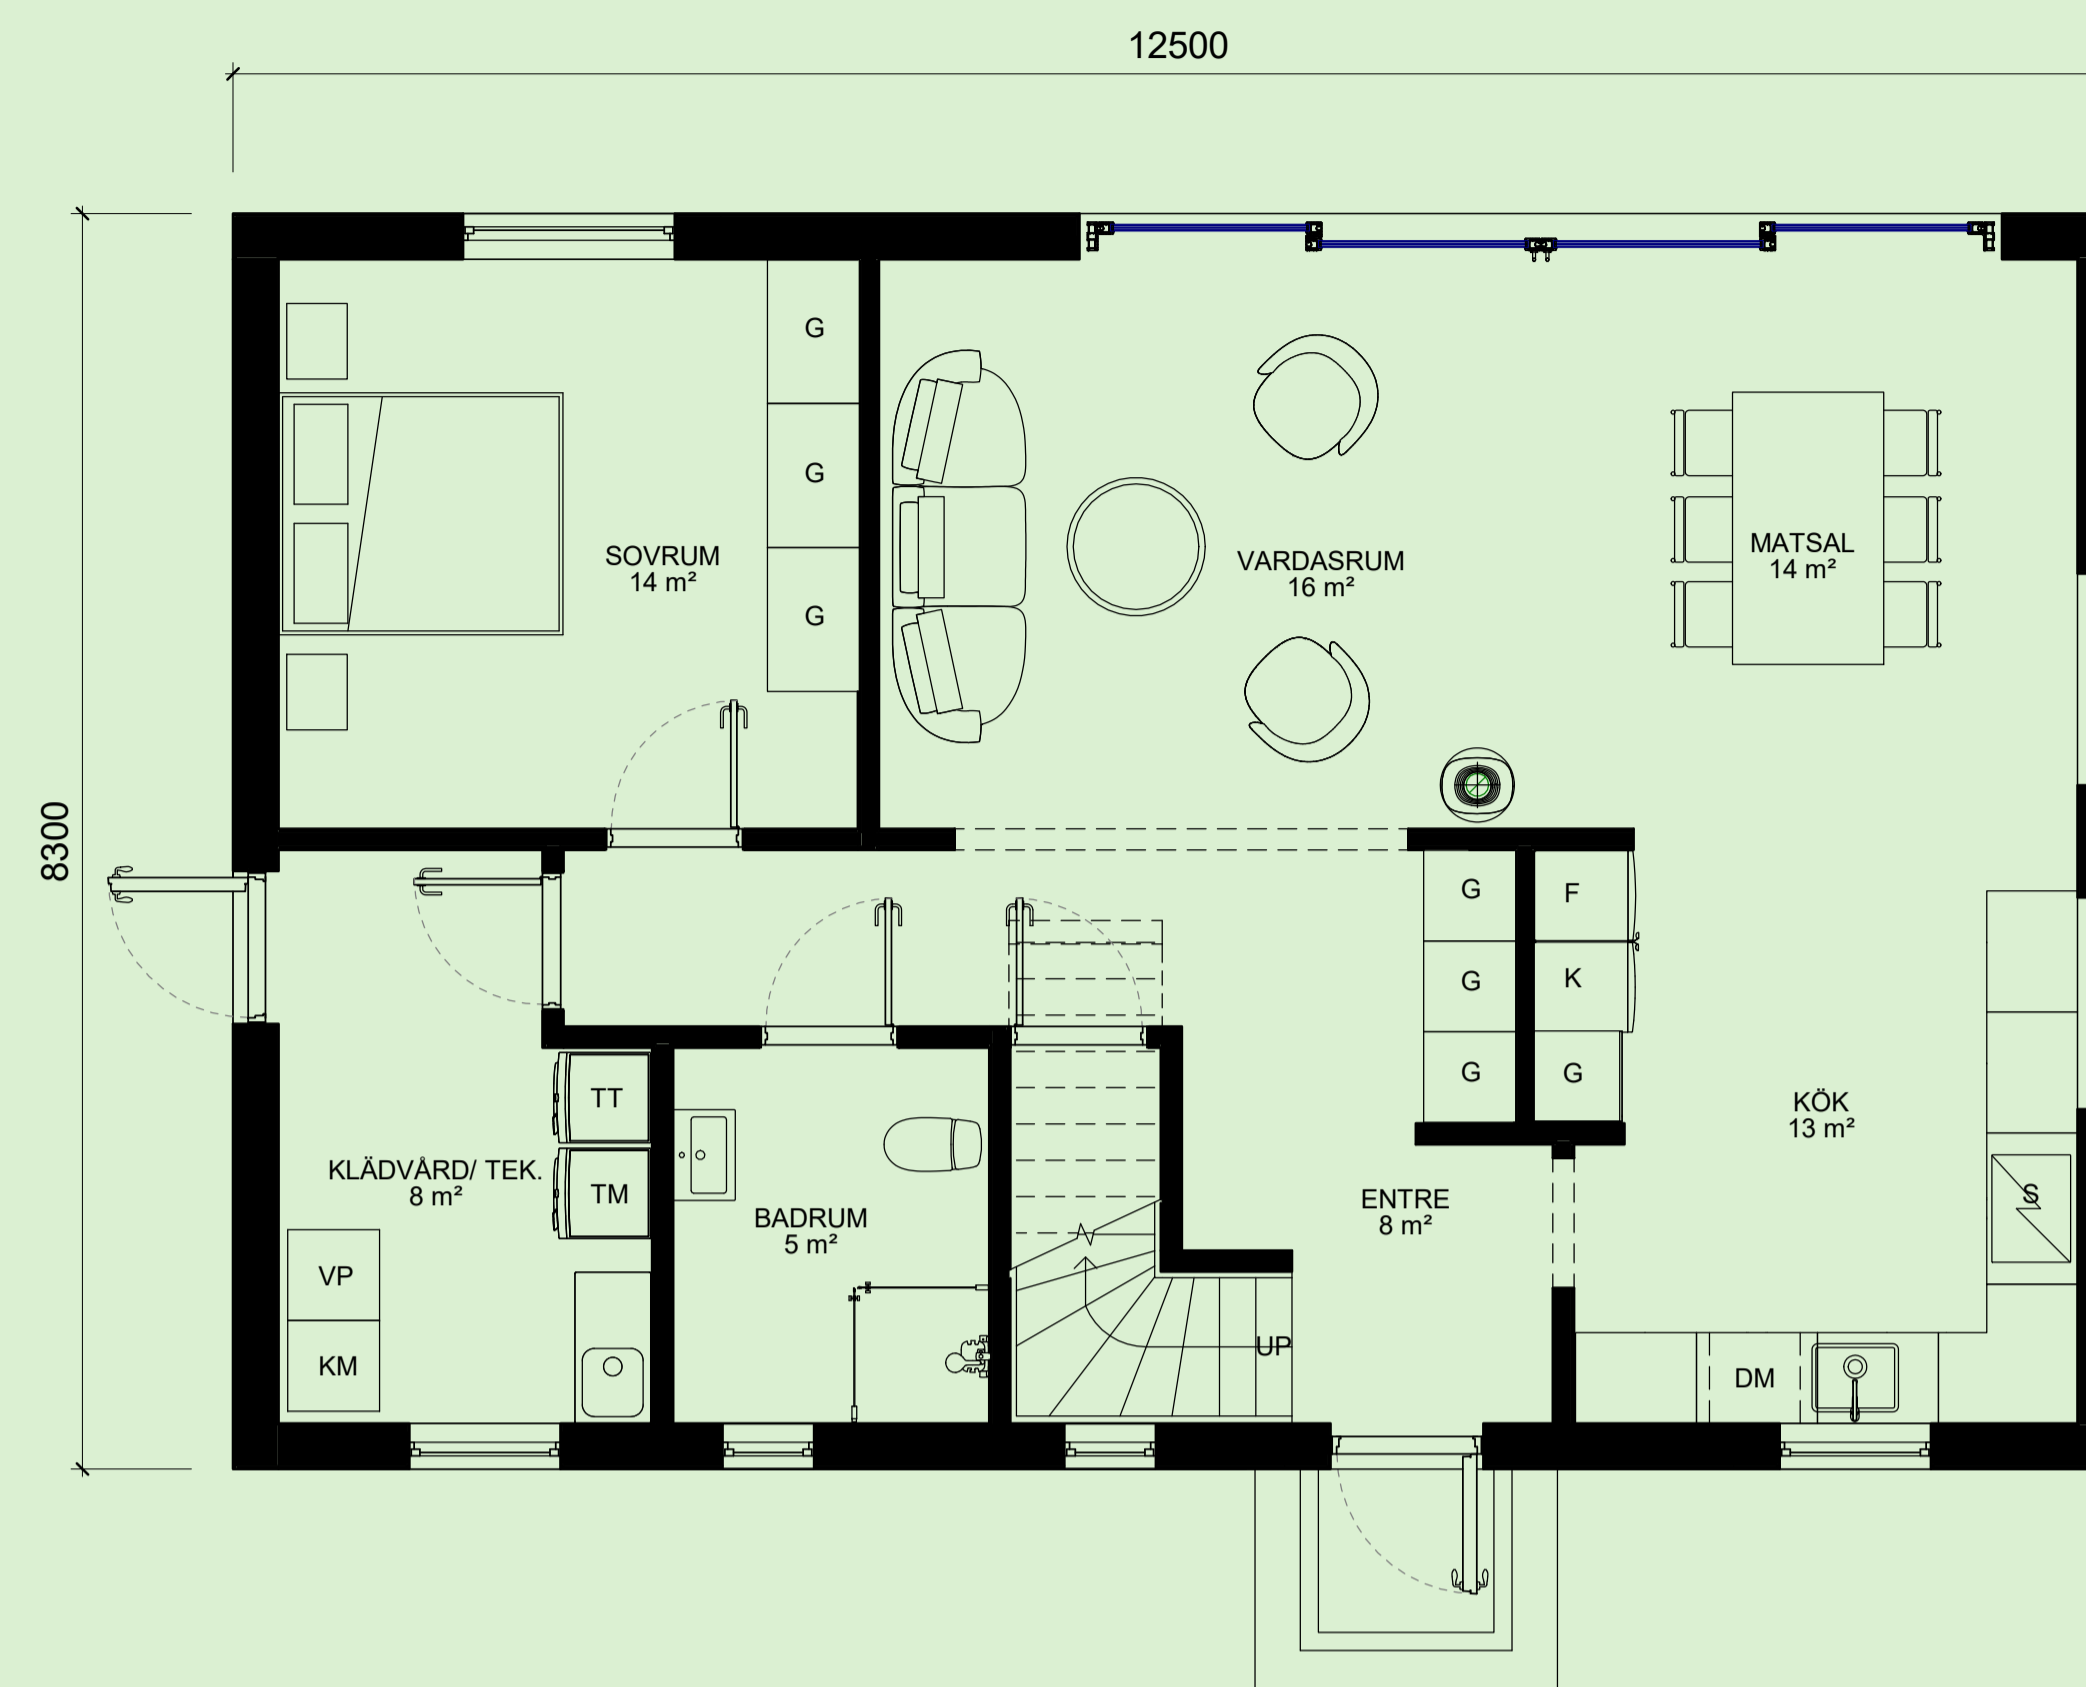 12500
8300
G
G
G
SOVRUM
14 m²
VARDASRUM
16 m²
MATSAL
14 m²
G
G
G
F
K
G
TT
TM
KLÄDVÅRD/ TEK.
8 m²
VP
KM
BADRUM
5 m²
UP
ENTRE
8 m²
KÖK
13 m²
S
DM